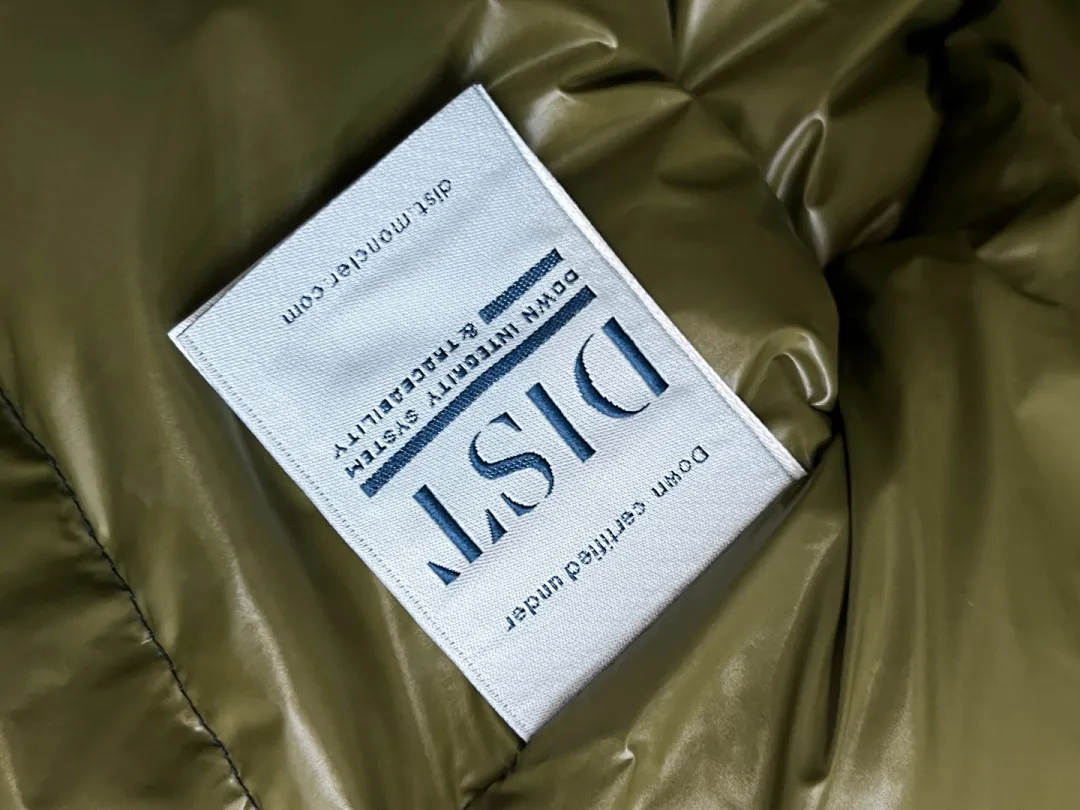 Down certified under
DIST
DOWN INTEGRITY SYSTEM
& TRACEABILITY
dist.moncler.com